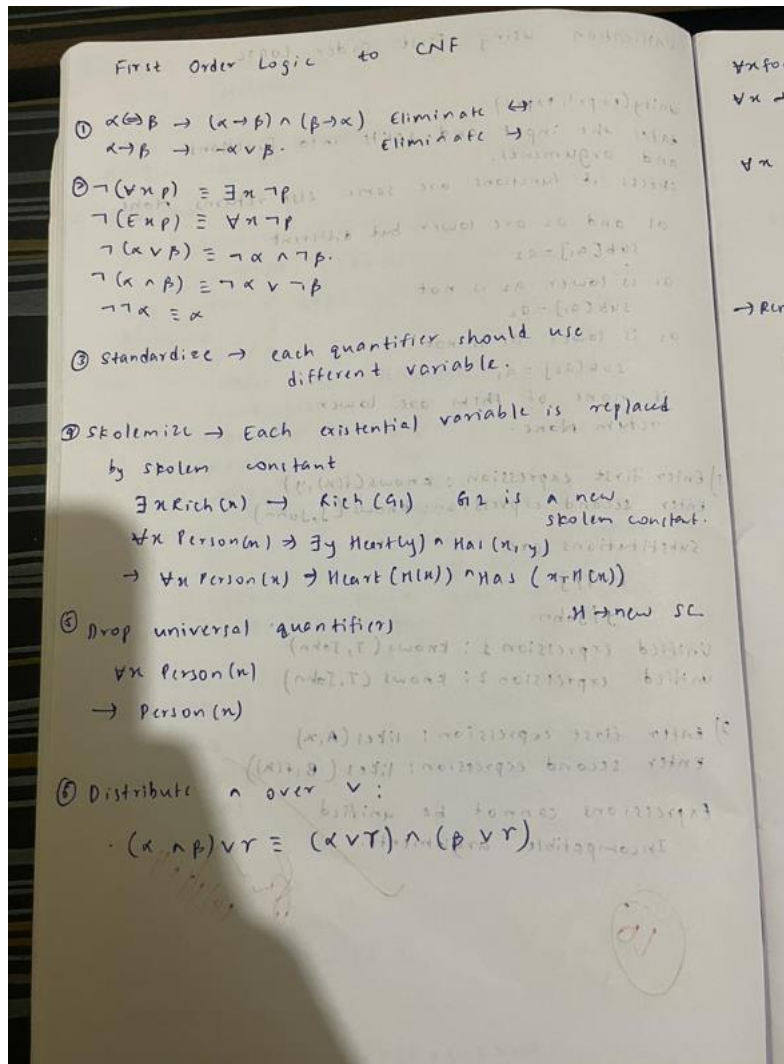 First Order Logic to CNF
① α⇔β → (α→β) ∧ (β→α) Eliminate ↔
α→β → ¬α∨β. Eliminate →
② ¬(∀x p) ≡ ∃x ¬p
¬(E x p) ≡ ∀x ¬p
¬(α ∨ β) ≡ ¬α ∧ ¬β.
¬(α ∧ β) ≡ ¬α ∨ ¬β
¬¬α ≡ α
③ Standardize → each quantifier should use
different variable.
④ Skolemize → Each existential variable is replaced
by skolem constant
∃x Rich(x) → Rich(G1) G2 is a new
skolem constant.
∀x Person(x) ⇒ ∃y Heart(y) ∧ Has(x,y)
→ ∀x Person(x) ⇒ Heart(H(x)) ∧ Has (x, H(x))
H → new SC
⑤ Drop universal quantifiers
∀x Person(x)
→ Person(x)
⑥ Distribute ∧ over ∨ :
(α ∧ β) ∨ γ ≡ (α ∨ γ) ∧ (β ∨ γ)
∀x
∀x